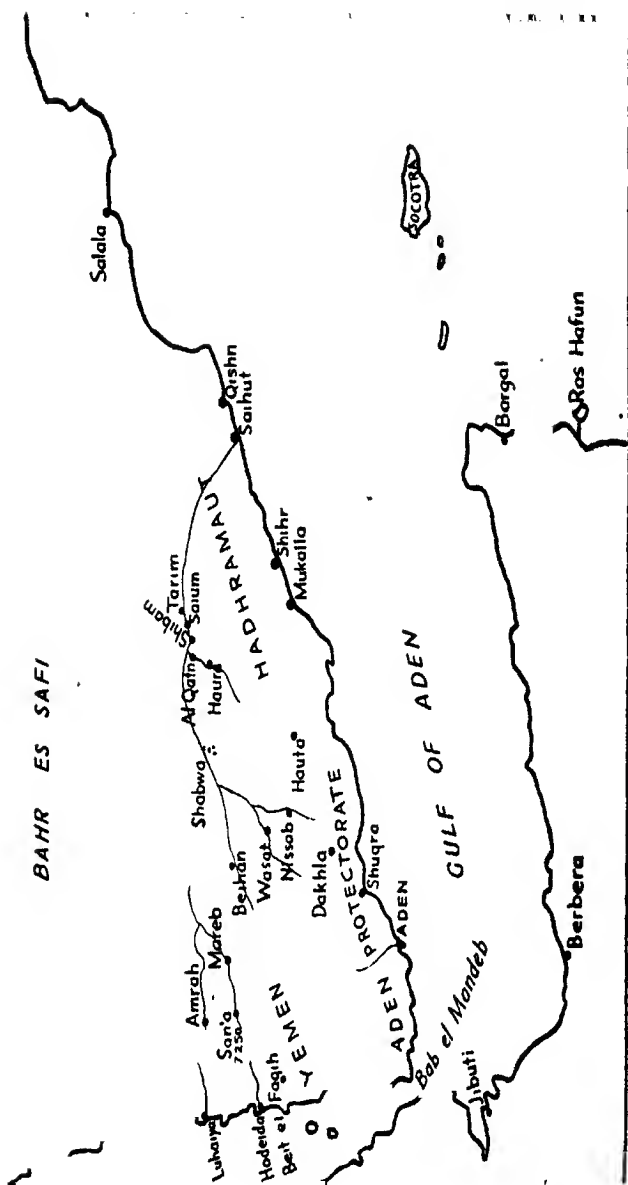 BAHR ES SAFI
Salala
Qishn
Saihut
SOCOTRA
HADHRAMAU
Tarim
Saium
Shibam
Al Qatn
Haura
Shihr
Mukalla
Shabwa
Hauta
Beihan
Wasat
Nissab
Dakhla
Shuqra
ADEN PROTECTORATE
ADEN
GULF OF ADEN
Bargal
Ras Hafun
Amrah
Mareb
San'a
7250
YEMEN
Luhaiya
Hodeida
Beit el Faqih
Bab el Mandeb
Jibuti
Berbera